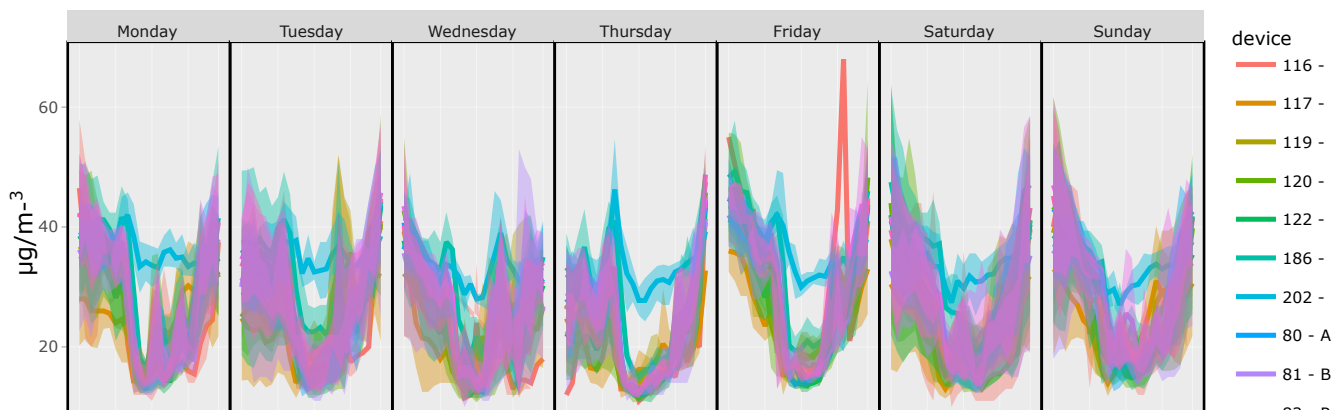 Monday Tuesday Wednesday Thursday Friday Saturday Sunday
device
116 -
60
117 -
119 -
120 -
µg/m-³
40
122 -
186 -
202 -
80 - A
20
81 - B